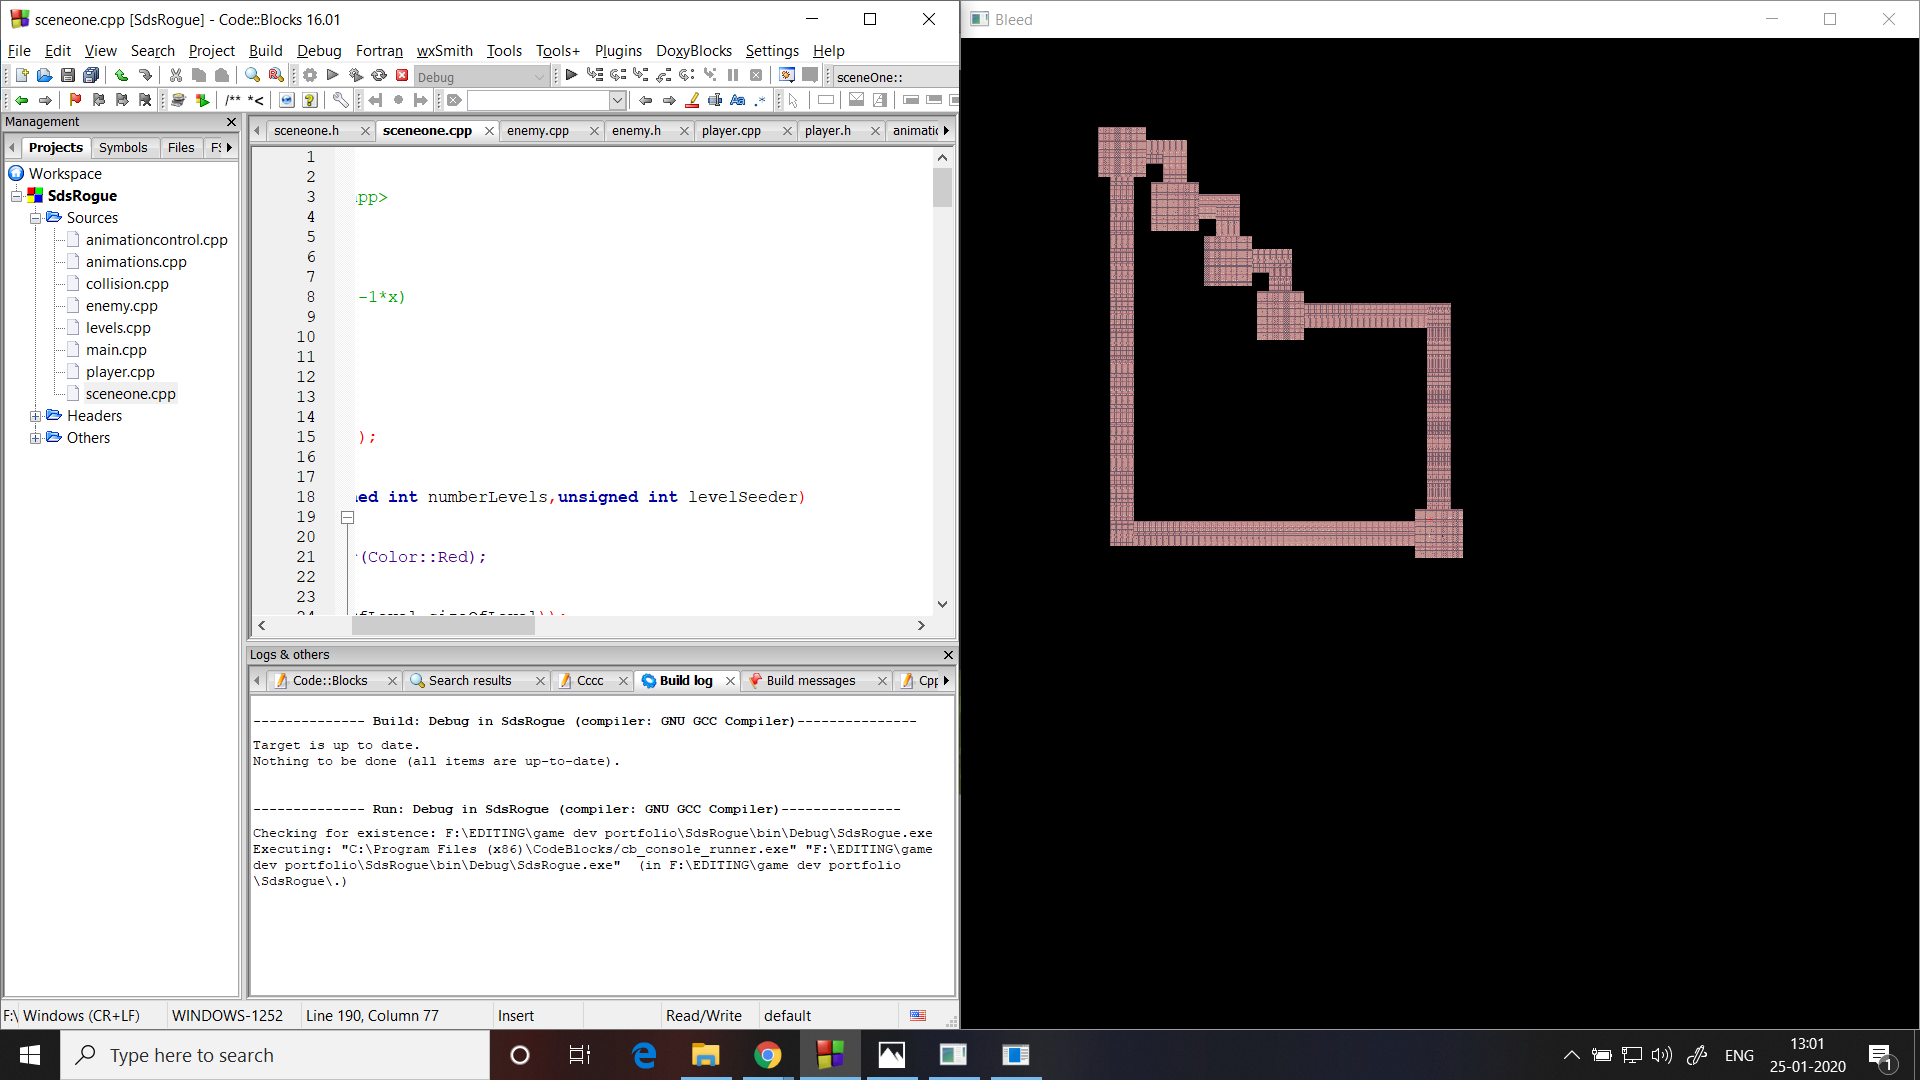 sceneone.cpp [SdsRogue] - Code::Blocks 16.01
File Edit View Search Project Build Debug Fortran wxSmith Tools Tools+ Plugins DoxyBlocks Settings Help
Debug
sceneOne::
/** *<
Aa .*
Management
Projects Symbols Files FS
Workspace
SdsRogue
Sources
animationcontrol.cpp
animations.cpp
collision.cpp
enemy.cpp
levels.cpp
main.cpp
player.cpp
sceneone.cpp
Headers
Others
sceneone.h sceneone.cpp enemy.cpp enemy.h player.cpp player.h animatic
1
2
3 pp>
4
5
6
7
8 -1*x)
9
10
11
12
13
14
15 );
16
17
18 ned int numberLevels,unsigned int levelSeeder)
19
20
21 (Color::Red);
22
23
24 fLevel,sizeOfLevel));
Logs & others
Code::Blocks Search results Cccc Build log Build messages Cpp
-------------- Build: Debug in SdsRogue (compiler: GNU GCC Compiler)---------------
Target is up to date.
Nothing to be done (all items are up-to-date).
-------------- Run: Debug in SdsRogue (compiler: GNU GCC Compiler)---------------
Checking for existence: F:\EDITING\game dev portfolio\SdsRogue\bin\Debug\SdsRogue.exe
Executing: "C:\Program Files (x86)\CodeBlocks/cb_console_runner.exe" "F:\EDITING\game
dev portfolio\SdsRogue\bin\Debug\SdsRogue.exe"  (in F:\EDITING\game dev portfolio
\SdsRogue\.)
F:\ Windows (CR+LF) WINDOWS-1252 Line 190, Column 77 Insert Read/Write default
Bleed
Type here to search
ENG
13:01
25-01-2020
1